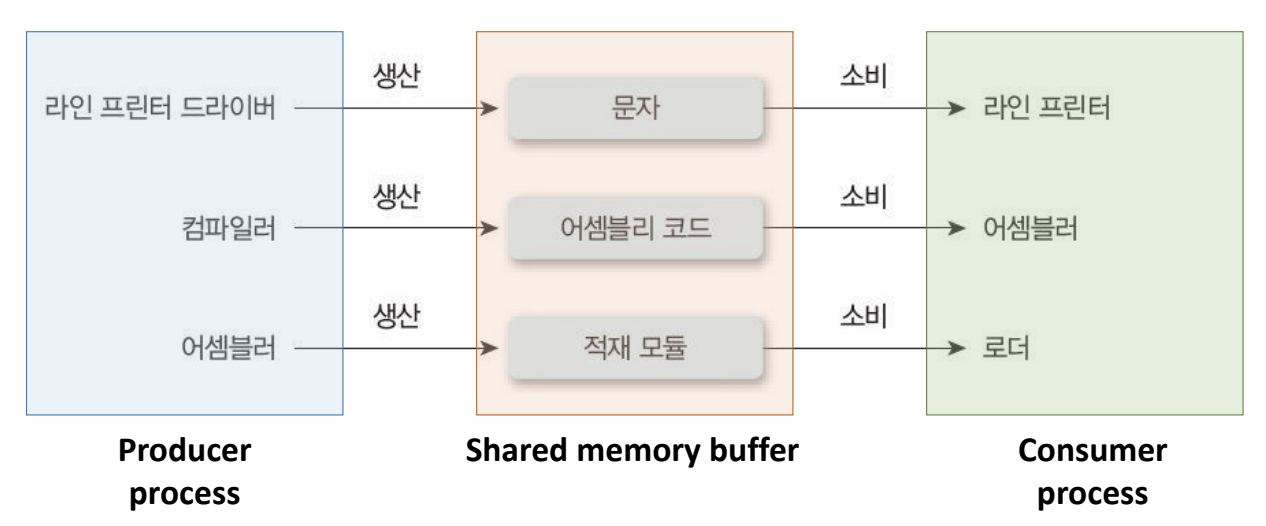 생산
소비
라인 프린터 드라이버
문자
라인 프린터
생산
소비
컴파일러
어셈블리 코드
어셈블러
생산
소비
어셈블러
적재 모듈
로더
Producer
process
Shared memory buffer
Consumer
process